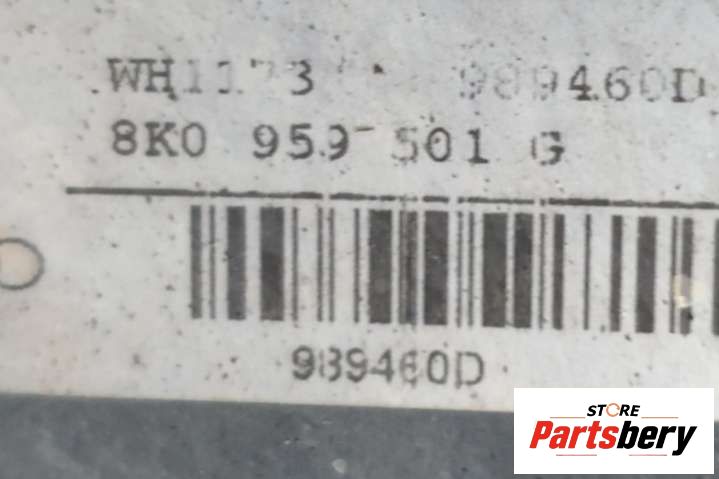 WH1173 989460D
8K0 959 501 G
989460D
STORE
Partsbery